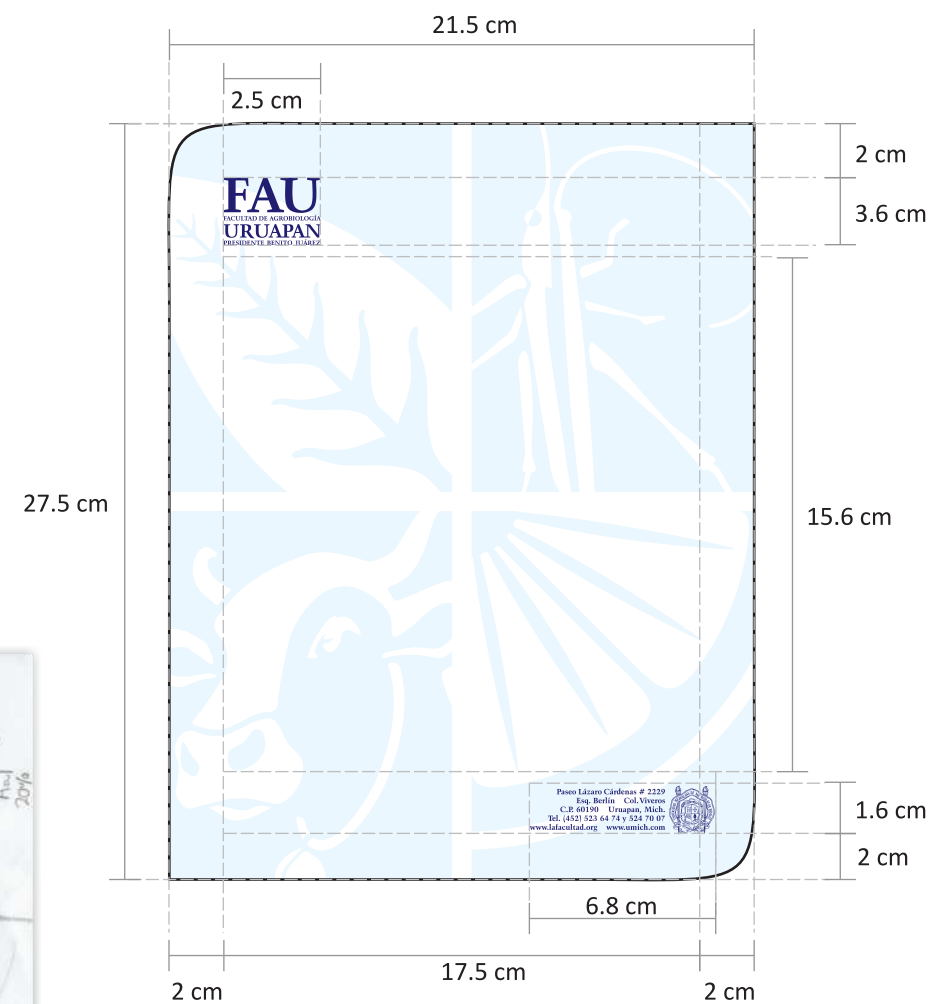 21.5 cm
2.5 cm
2 cm
3.6 cm
FAU
FACULTAD DE AGROBIOLOGÍA
URUAPAN
PRESIDENTE BENITO JUÁREZ
27.5 cm
15.6 cm
Azul
20%
Paseo Lázaro Cárdenas # 2229
Esq. Berlín Col. Viveros
C.P. 60190 Uruapan, Mich.
Tel. (452) 523 64 74 y 524 70 07
www.lafacultad.org www.umich.com
1.6 cm
2 cm
6.8 cm
17.5 cm
2 cm
2 cm